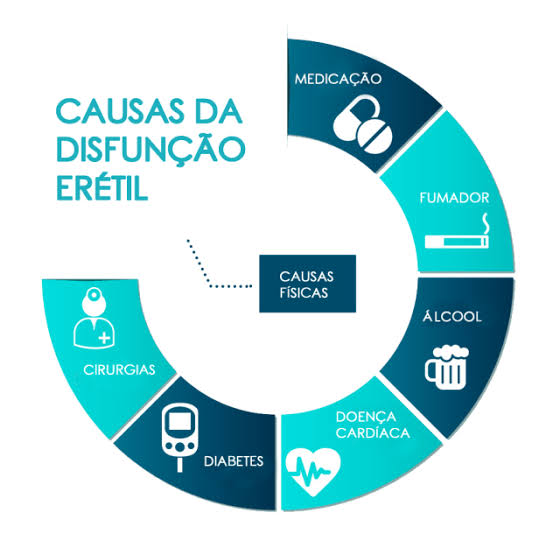 CAUSAS DA
DISFUNÇÃO
ERÉTIL
CAUSAS
FÍSICAS
MEDICAÇÃO
FUMADOR
ÁLCOOL
DOENÇA
CARDÍACA
DIABETES
CIRURGIAS